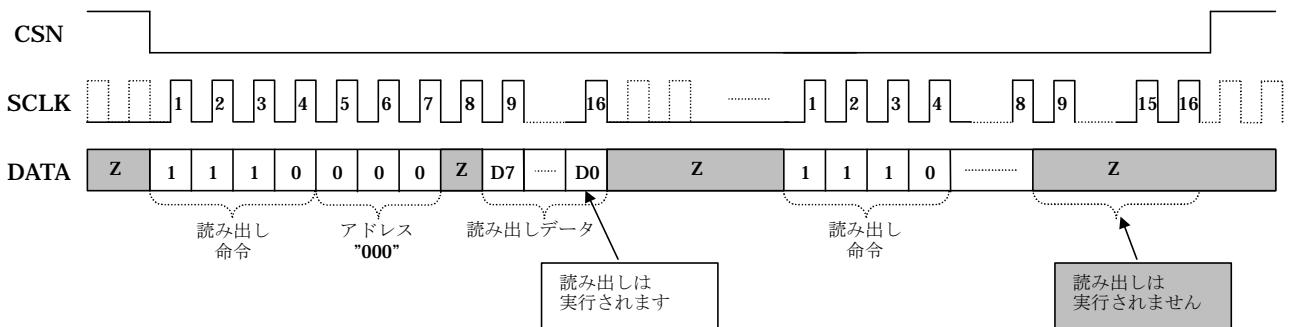 CSN
SCLK 1 2 3 4 5 6 7 8 9 16 ........... 1 2 3 4 8 9 15 16
DATA Z 1 1 1 0 0 0 0 Z D7 ...... D0 Z 1 1 1 0 .............. Z
読み出し アドレス 読み出しデータ 読み出し
命令 "000" 命令
読み出しは
実行されます
読み出しは
実行されません